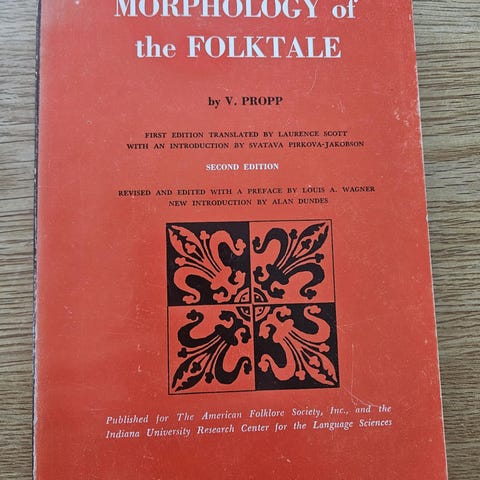 MORPHOLOGY of
the FOLKTALE
by V. PROPP
FIRST EDITION TRANSLATED BY LAURENCE SCOTT
WITH AN INTRODUCTION BY SVATAVA PIRKOVA-JAKOBSON
SECOND EDITION
REVISED AND EDITED WITH A PREFACE BY LOUIS A. WAGNER
NEW INTRODUCTION BY ALAN DUNDES
Published for The American Folklore Society, Inc., and the
Indiana University Research Center for the Language Sciences